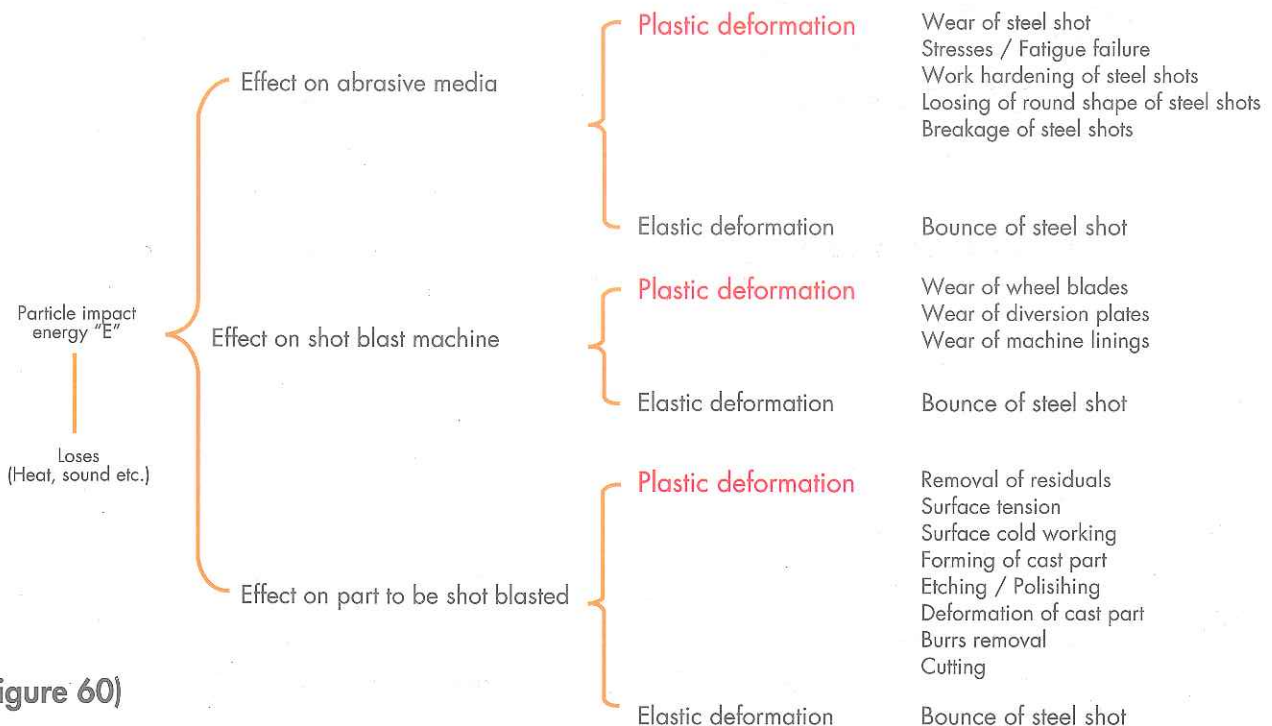 Plastic deformation
Wear of steel shot
Stresses / Fatigue failure
Work hardening of steel shots
Loosing of round shape of steel shots
Breakage of steel shots
Effect on abrasive media
Elastic deformation
Bounce of steel shot
Particle impact
energy "E"
Loses
(Heat, sound etc.)
Effect on shot blast machine
Plastic deformation
Wear of wheel blades
Wear of diversion plates
Wear of machine linings
Elastic deformation
Bounce of steel shot
Effect on part to be shot blasted
Plastic deformation
Removal of residuals
Surface tension
Surface cold working
Forming of cast part
Etching / Polisihing
Deformation of cast part
Burrs removal
Cutting
Elastic deformation
Bounce of steel shot
igure 60)